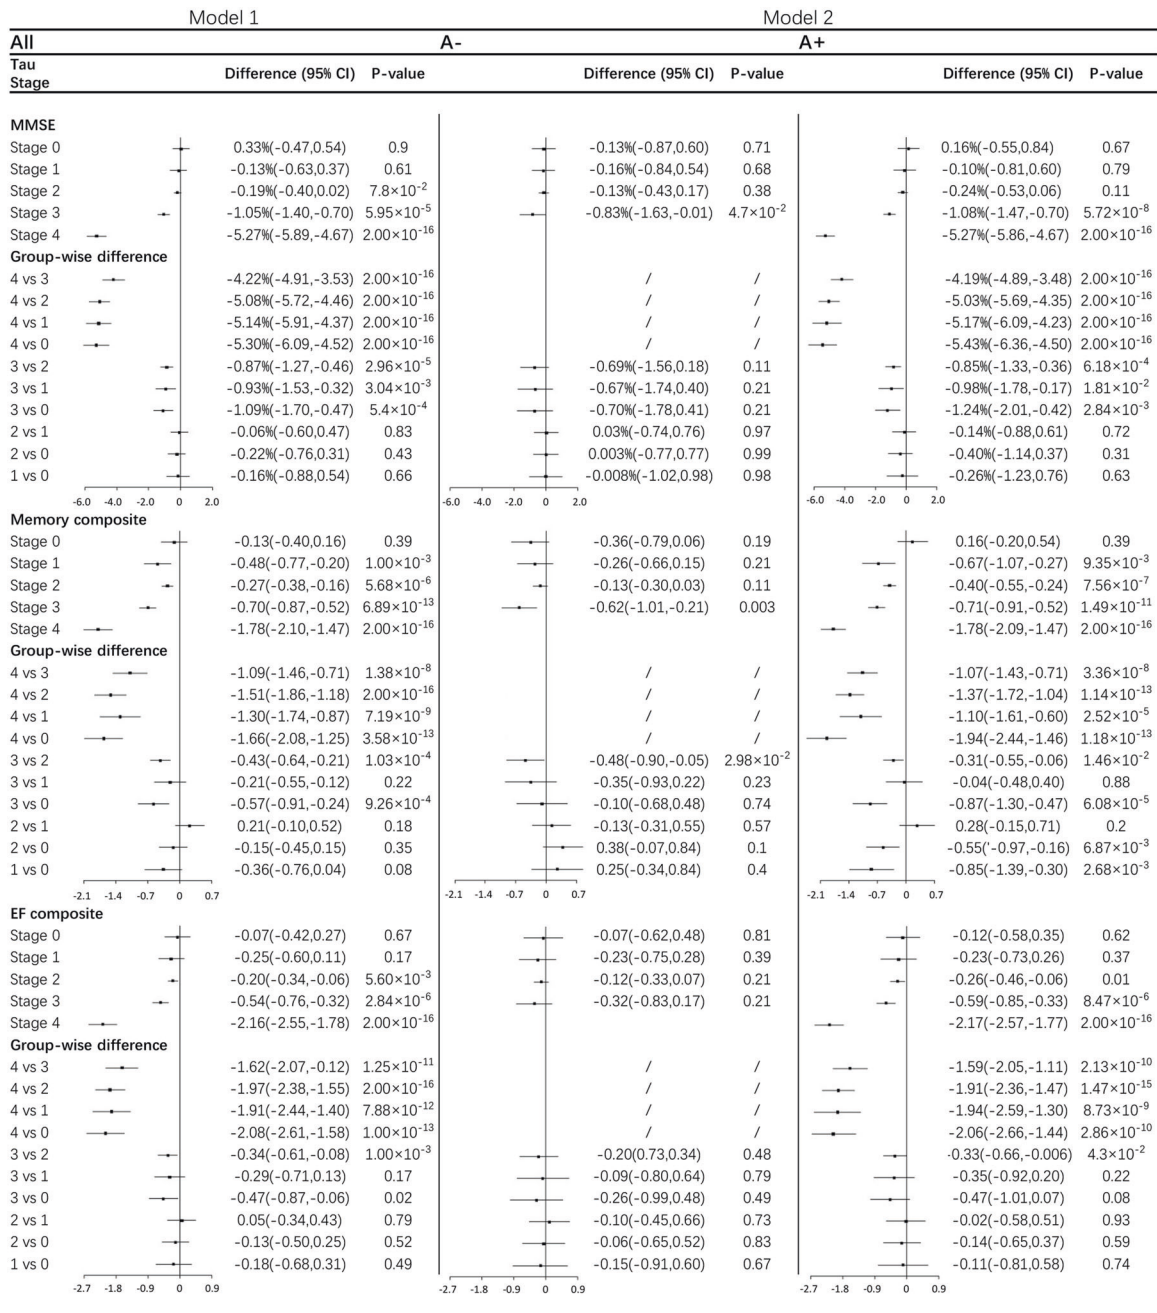 Model 1 Model 2
All A- A+
Tau Stage Difference (95% CI) P-value Difference (95% CI) P-value Difference (95% CI) P-value
MMSE
Stage 0 0.33%(-0.47,0.54) 0.9 -0.13%(-0.87,0.60) 0.71 0.16%(-0.55,0.84) 0.67
Stage 1 -0.13%(-0.63,0.37) 0.61 -0.16%(-0.84,0.54) 0.68 -0.10%(-0.81,0.60) 0.79
Stage 2 -0.19%(-0.40,0.02) 7.8×10⁻² -0.13%(-0.43,0.17) 0.38 -0.24%(-0.53,0.06) 0.11
Stage 3 -1.05%(-1.40,-0.70) 5.95×10⁻⁵ -0.83%(-1.63,-0.01) 4.7×10⁻² -1.08%(-1.47,-0.70) 5.72×10⁻⁸
Stage 4 -5.27%(-5.89,-4.67) 2.00×10⁻¹⁶ -5.27%(-5.86,-4.67) 2.00×10⁻¹⁶
Group-wise difference
4 vs 3 -4.22%(-4.91,-3.53) 2.00×10⁻¹⁶ / / -4.19%(-4.89,-3.48) 2.00×10⁻¹⁶
4 vs 2 -5.08%(-5.72,-4.46) 2.00×10⁻¹⁶ / / -5.03%(-5.69,-4.35) 2.00×10⁻¹⁶
4 vs 1 -5.14%(-5.91,-4.37) 2.00×10⁻¹⁶ / / -5.17%(-6.09,-4.23) 2.00×10⁻¹⁶
4 vs 0 -5.30%(-6.09,-4.52) 2.00×10⁻¹⁶ / / -5.43%(-6.36,-4.50) 2.00×10⁻¹⁶
3 vs 2 -0.87%(-1.27,-0.46) 2.96×10⁻⁵ -0.69%(-1.56,0.18) 0.11 -0.85%(-1.33,-0.36) 6.18×10⁻⁴
3 vs 1 -0.93%(-1.53,-0.32) 3.04×10⁻³ -0.67%(-1.74,0.40) 0.21 -0.98%(-1.78,-0.17) 1.81×10⁻²
3 vs 0 -1.09%(-1.70,-0.47) 5.4×10⁻⁴ -0.70%(-1.78,0.41) 0.21 -1.24%(-2.01,-0.42) 2.84×10⁻³
2 vs 1 -0.06%(-0.60,0.47) 0.83 0.03%(-0.74,0.76) 0.97 -0.14%(-0.88,0.61) 0.72
2 vs 0 -0.22%(-0.76,0.31) 0.43 0.003%(-0.77,0.77) 0.99 -0.40%(-1.14,0.37) 0.31
1 vs 0 -0.16%(-0.88,0.54) 0.66 -0.008%(-1.02,0.98) 0.98 -0.26%(-1.23,0.76) 0.63
-6.0 -4.0 -2.0 0 2.0 -6.0 -4.0 -2.0 0 2.0 -6.0 -4.0 -2.0 0 2.0
Memory composite
Stage 0 -0.13(-0.40,0.16) 0.39 -0.36(-0.79,0.06) 0.19 0.16(-0.20,0.54) 0.39
Stage 1 -0.48(-0.77,-0.20) 1.00×10⁻³ -0.26(-0.66,0.15) 0.21 -0.67(-1.07,-0.27) 9.35×10⁻³
Stage 2 -0.27(-0.38,-0.16) 5.68×10⁻⁶ -0.13(-0.30,0.03) 0.11 -0.40(-0.55,-0.24) 7.56×10⁻⁷
Stage 3 -0.70(-0.87,-0.52) 6.89×10⁻¹³ -0.62(-1.01,-0.21) 0.003 -0.71(-0.91,-0.52) 1.49×10⁻¹¹
Stage 4 -1.78(-2.10,-1.47) 2.00×10⁻¹⁶ -1.78(-2.09,-1.47) 2.00×10⁻¹⁶
Group-wise difference
4 vs 3 -1.09(-1.46,-0.71) 1.38×10⁻⁸ / / -1.07(-1.43,-0.71) 3.36×10⁻⁸
4 vs 2 -1.51(-1.86,-1.18) 2.00×10⁻¹⁶ / / -1.37(-1.72,-1.04) 1.14×10⁻¹³
4 vs 1 -1.30(-1.74,-0.87) 7.19×10⁻⁹ / / -1.10(-1.61,-0.60) 2.52×10⁻⁵
4 vs 0 -1.66(-2.08,-1.25) 3.58×10⁻¹³ / / -1.94(-2.44,-1.46) 1.18×10⁻¹³
3 vs 2 -0.43(-0.64,-0.21) 1.03×10⁻⁴ -0.48(-0.90,-0.05) 2.98×10⁻² -0.31(-0.55,-0.06) 1.46×10⁻²
3 vs 1 -0.21(-0.55,-0.12) 0.22 -0.35(-0.93,0.22) 0.23 -0.04(-0.48,0.40) 0.88
3 vs 0 -0.57(-0.91,-0.24) 9.26×10⁻⁴ -0.10(-0.68,0.48) 0.74 -0.87(-1.30,-0.47) 6.08×10⁻⁵
2 vs 1 0.21(-0.10,0.52) 0.18 -0.13(-0.31,0.55) 0.57 0.28(-0.15,0.71) 0.2
2 vs 0 -0.15(-0.45,0.15) 0.35 0.38(-0.07,0.84) 0.1 -0.55('-0.97,-0.16) 6.87×10⁻³
1 vs 0 -0.36(-0.76,0.04) 0.08 0.25(-0.34,0.84) 0.4 -0.85(-1.39,-0.30) 2.68×10⁻³
-2.1 -1.4 -0.7 0 0.7 -2.1 -1.4 -0.7 0 0.7 -2.1 -1.4 -0.7 0 0.7
EF composite
Stage 0 -0.07(-0.42,0.27) 0.67 -0.07(-0.62,0.48) 0.81 -0.12(-0.58,0.35) 0.62
Stage 1 -0.25(-0.60,0.11) 0.17 -0.23(-0.75,0.28) 0.39 -0.23(-0.73,0.26) 0.37
Stage 2 -0.20(-0.34,-0.06) 5.60×10⁻³ -0.12(-0.33,0.07) 0.21 -0.26(-0.46,-0.06) 0.01
Stage 3 -0.54(-0.76,-0.32) 2.84×10⁻⁶ -0.32(-0.83,0.17) 0.21 -0.59(-0.85,-0.33) 8.47×10⁻⁶
Stage 4 -2.16(-2.55,-1.78) 2.00×10⁻¹⁶ -2.17(-2.57,-1.77) 2.00×10⁻¹⁶
Group-wise difference
4 vs 3 -1.62(-2.07,-0.12) 1.25×10⁻¹¹ / / -1.59(-2.05,-1.11) 2.13×10⁻¹⁰
4 vs 2 -1.97(-2.38,-1.55) 2.00×10⁻¹⁶ / / -1.91(-2.36,-1.47) 1.47×10⁻¹⁵
4 vs 1 -1.91(-2.44,-1.40) 7.88×10⁻¹² / / -1.94(-2.59,-1.30) 8.73×10⁻⁹
4 vs 0 -2.08(-2.61,-1.58) 1.00×10⁻¹³ / / -2.06(-2.66,-1.44) 2.86×10⁻¹⁰
3 vs 2 -0.34(-0.61,-0.08) 1.00×10⁻³ -0.20(0.73,0.34) 0.48 -0.33(-0.66,-0.006) 4.3×10⁻²
3 vs 1 -0.29(-0.71,0.13) 0.17 -0.09(-0.80,0.64) 0.79 -0.35(-0.92,0.20) 0.22
3 vs 0 -0.47(-0.87,-0.06) 0.02 -0.26(-0.99,0.48) 0.49 -0.47(-1.01,0.07) 0.08
2 vs 1 0.05(-0.34,0.43) 0.79 -0.10(-0.45,0.66) 0.73 -0.02(-0.58,0.51) 0.93
2 vs 0 -0.13(-0.50,0.25) 0.52 -0.06(-0.65,0.52) 0.83 -0.14(-0.65,0.37) 0.59
1 vs 0 -0.18(-0.68,0.31) 0.49 -0.15(-0.91,0.60) 0.67 -0.11(-0.81,0.58) 0.74
-2.7 -1.8 -0.9 0 0.9 -2.7 -1.8 -0.9 0 0.9 -2.7 -1.8 -0.9 0 0.9